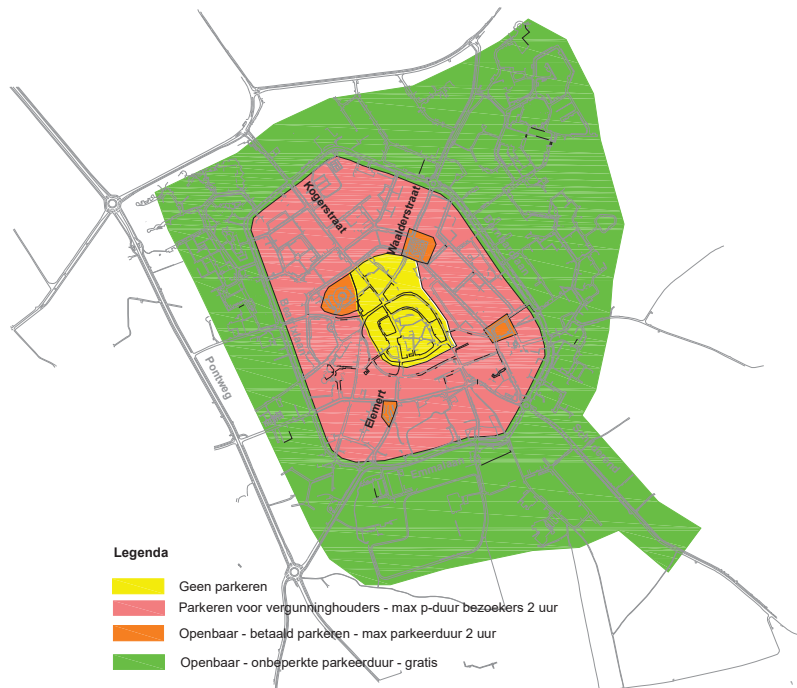 Kogerstraat
Waalderstraat
Pontweg
Elemert
Legenda
Geen parkeren
Parkeren voor vergunninghouders - max p-duur bezoekers 2 uur
Openbaar - betaald parkeren - max parkeerduur 2 uur
Openbaar - onbeperkte parkeerduur - gratis